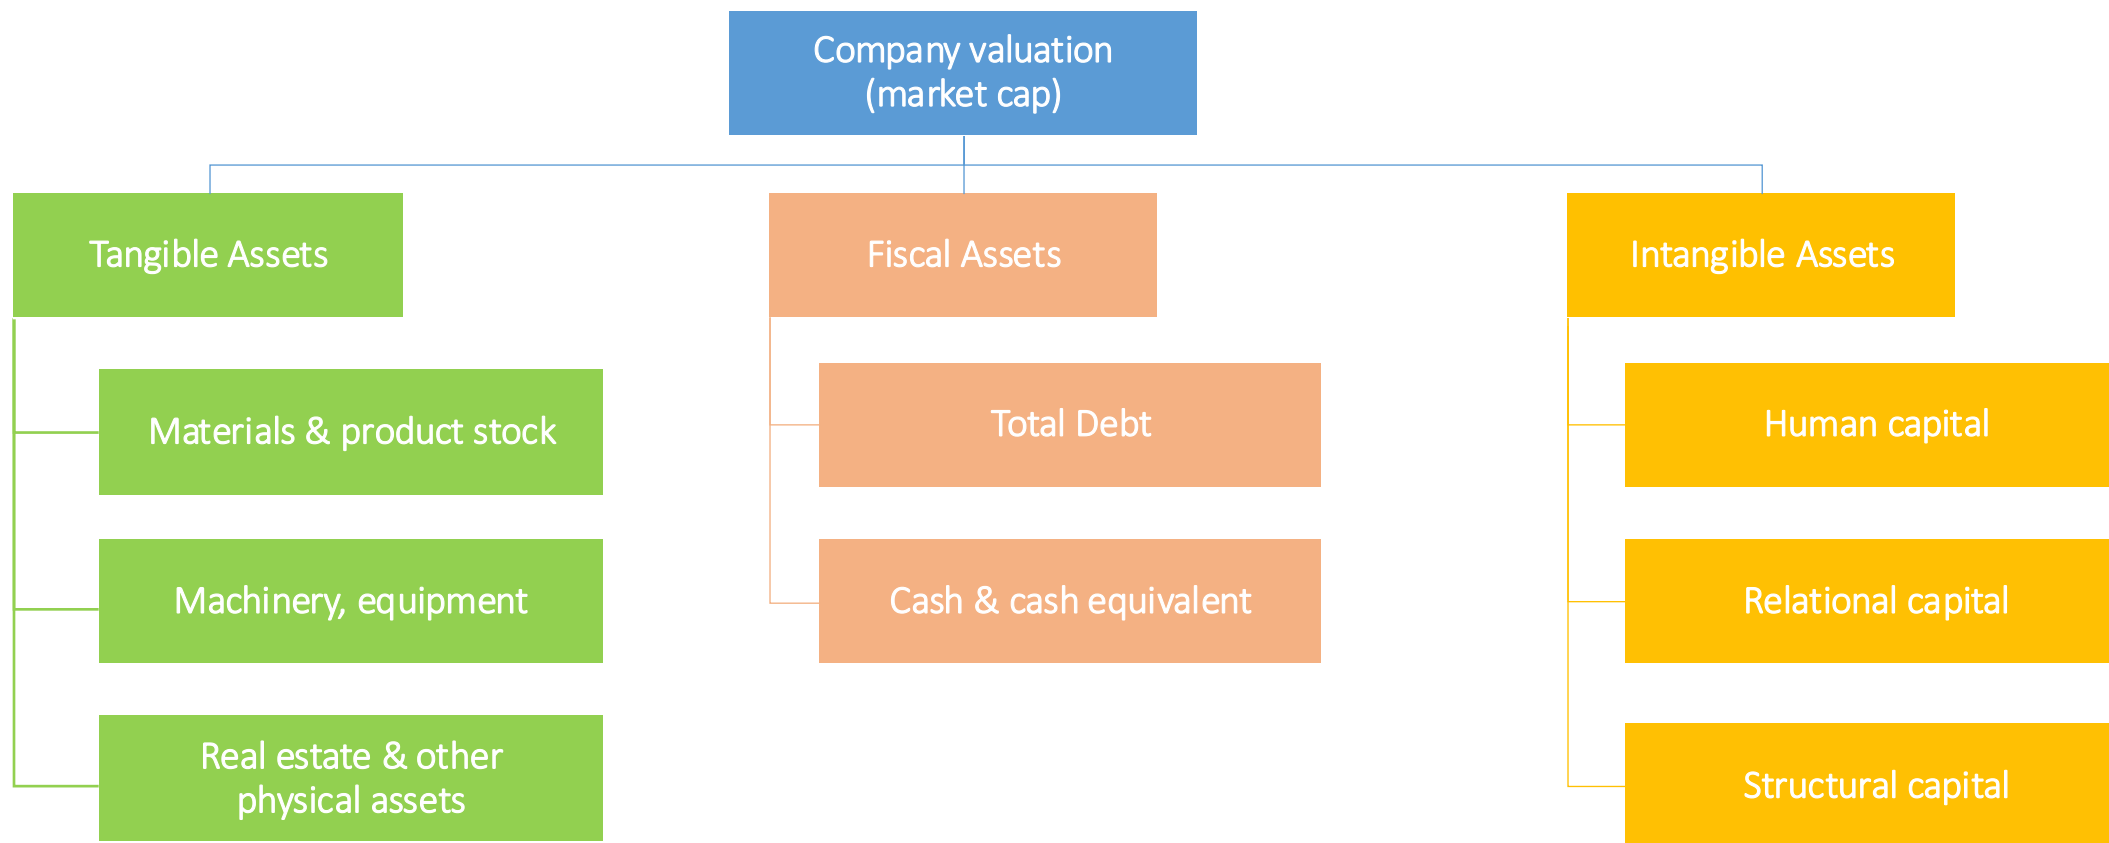 Company valuation
(market cap)
Tangible Assets
Materials & product stock
Machinery, equipment
Real estate & other
physical assets
Fiscal Assets
Total Debt
Cash & cash equivalent
Intangible Assets
Human capital
Relational capital
Structural capital